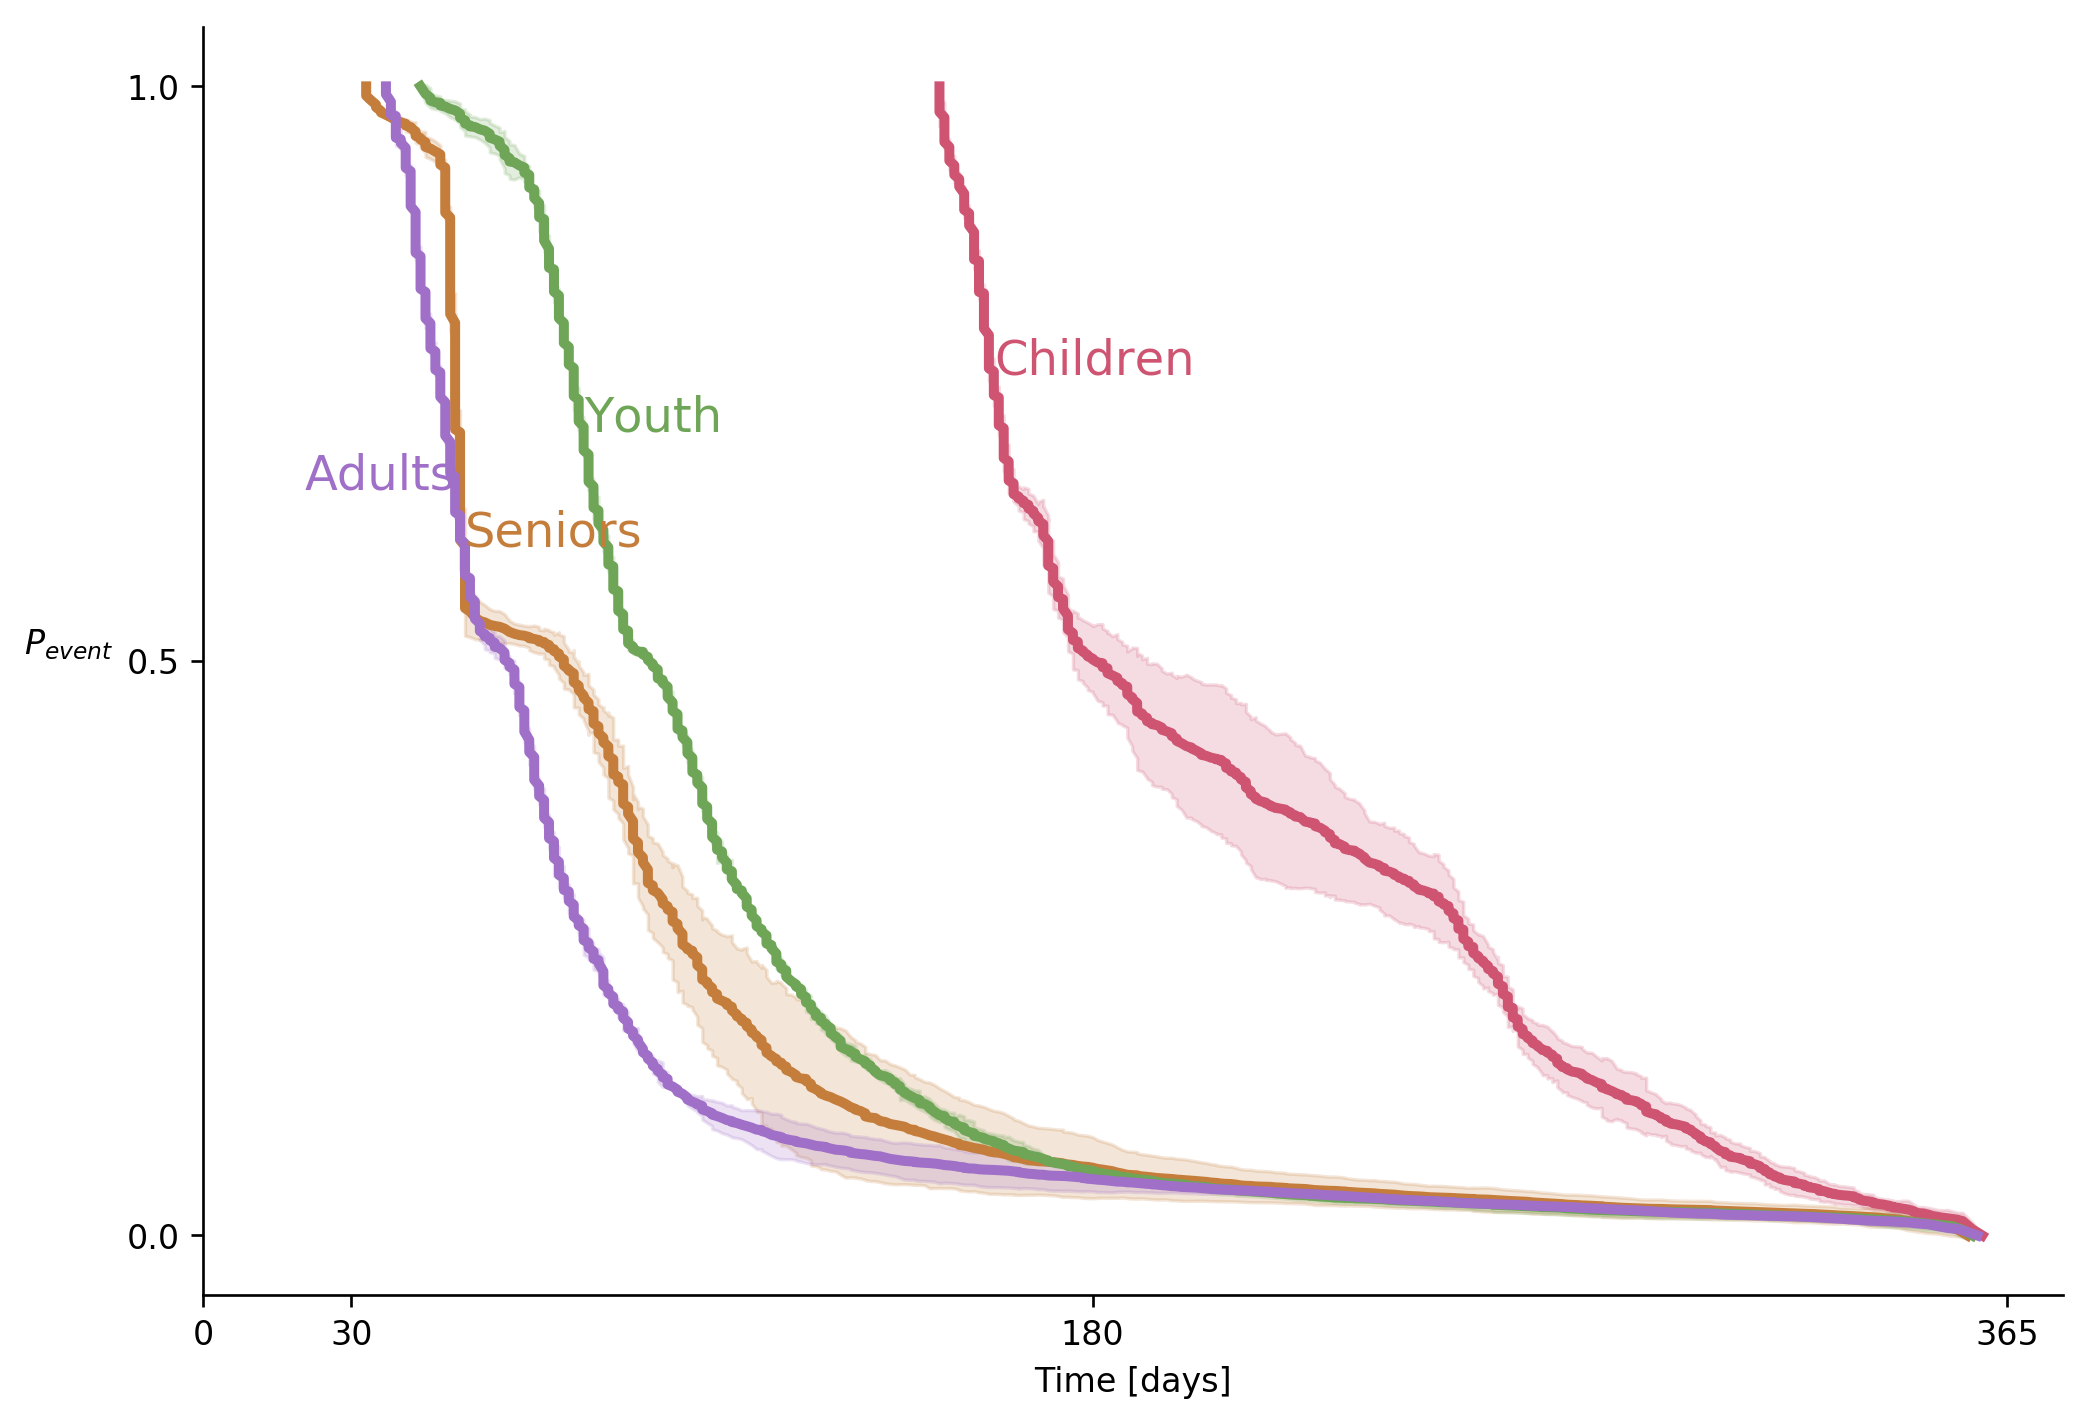 1.0
Children
Youth
Adults
Seniors
P_event 0.5
0.0
0 30 180 365
Time [days]